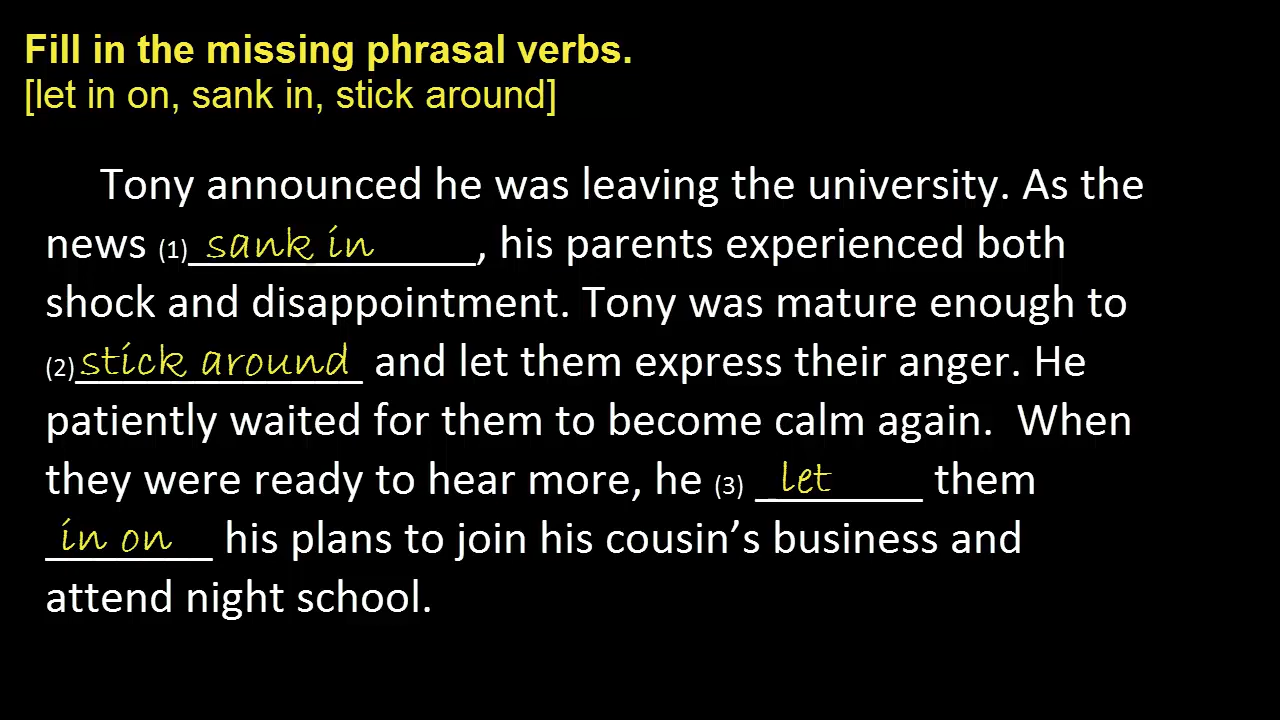 Fill in the missing phrasal verbs.
[let in on, sank in, stick around]
Tony announced he was leaving the university. As the
news (1) sank in, his parents experienced both
shock and disappointment. Tony was mature enough to
(2) stick around and let them express their anger. He
patiently waited for them to become calm again. When
they were ready to hear more, he (3) let them
in on his plans to join his cousin’s business and
attend night school.